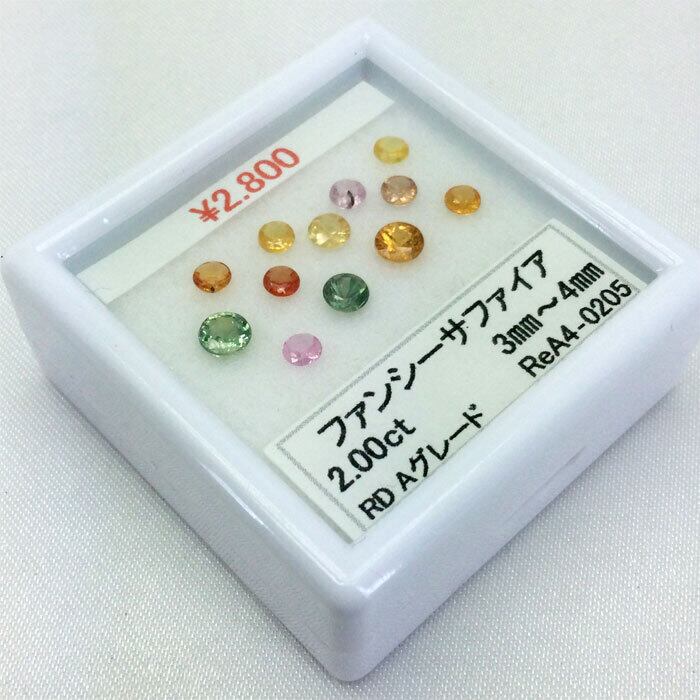 ¥2.800
ファンシーサファイア
2.00ct 3mm～4mm
RD Aグレード ReA4-0205